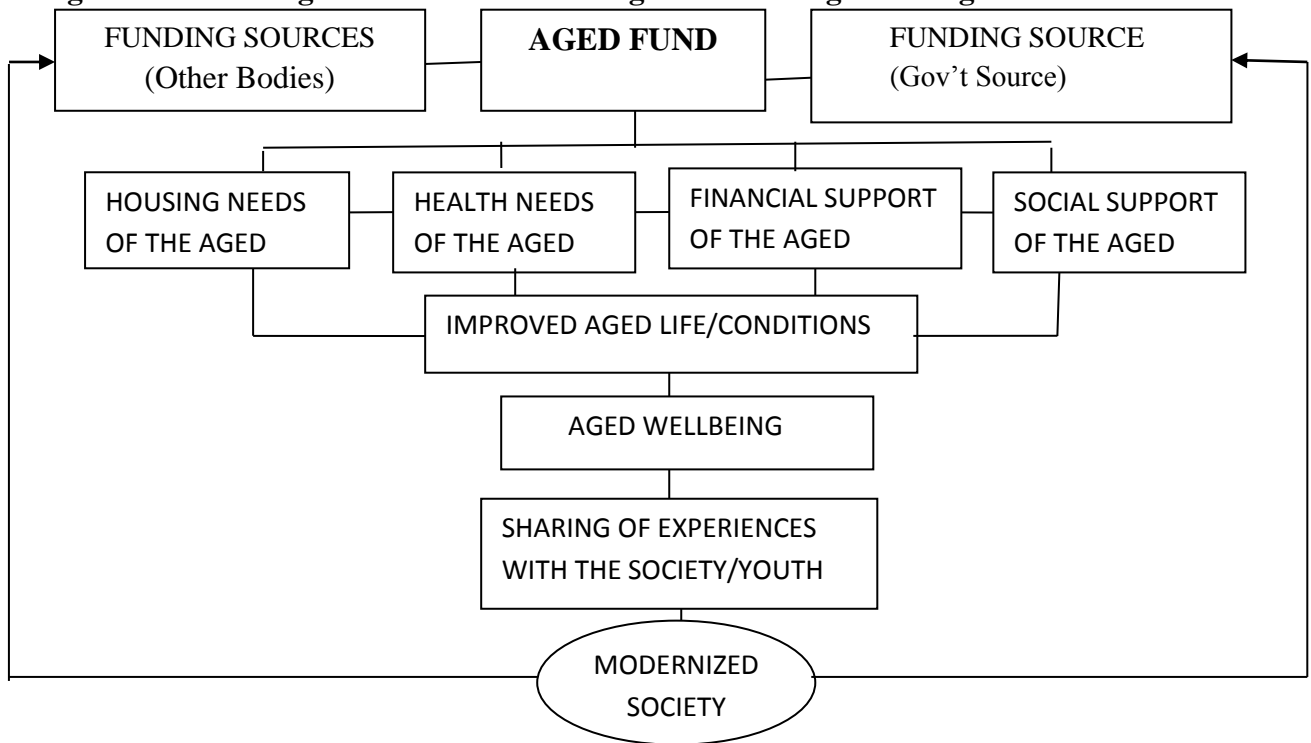 FUNDING SOURCES
(Other Bodies)
AGED FUND
FUNDING SOURCE
(Gov’t Source)
HOUSING NEEDS
OF THE AGED
HEALTH NEEDS
OF THE AGED
FINANCIAL SUPPORT
OF THE AGED
SOCIAL SUPPORT
OF THE AGED
IMPROVED AGED LIFE/CONDITIONS
AGED WELLBEING
SHARING OF EXPERIENCES
WITH THE SOCIETY/YOUTH
MODERNIZED
SOCIETY